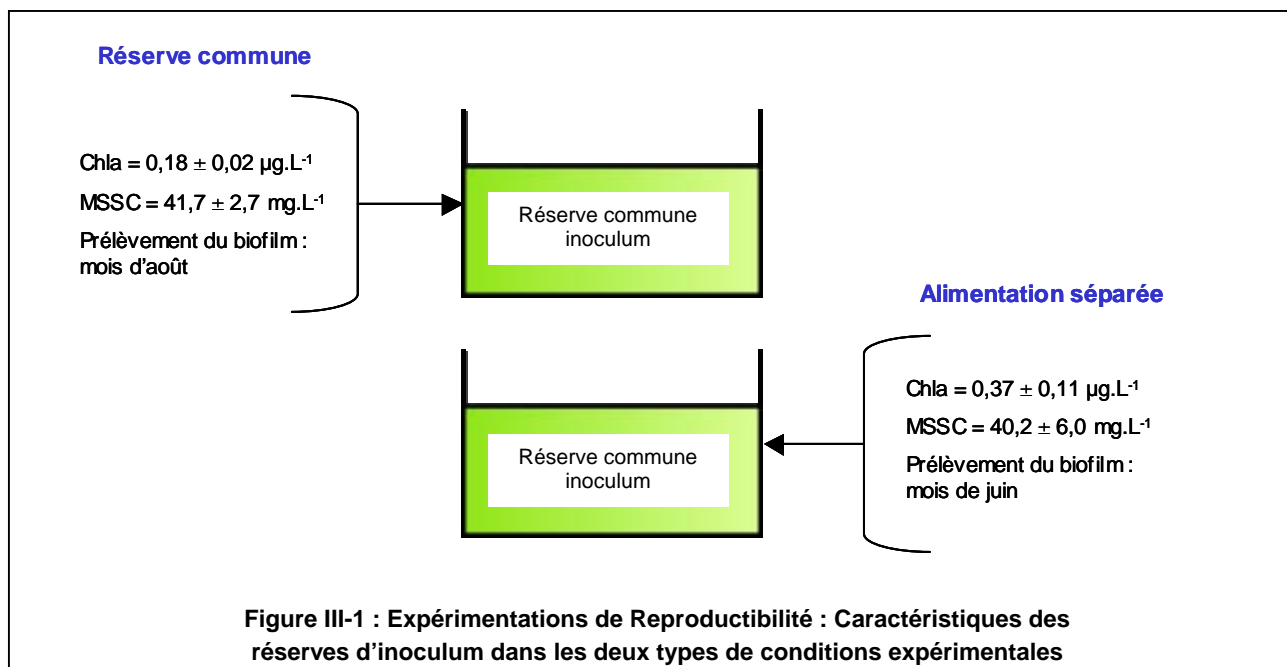 Réserve commune
Chla = 0,18 ± 0,02 µg.L⁻¹
MSSC = 41,7 ± 2,7 mg.L⁻¹
Prélèvement du biofilm :
mois d'août
Réserve commune
inoculum
Alimentation séparée
Chla = 0,37 ± 0,11 µg.L⁻¹
MSSC = 40,2 ± 6,0 mg.L⁻¹
Prélèvement du biofilm :
mois de juin
Réserve commune
inoculum
Figure III-1 : Expérimentations de Reproductibilité : Caractéristiques des
réserves d'inoculum dans les deux types de conditions expérimentales